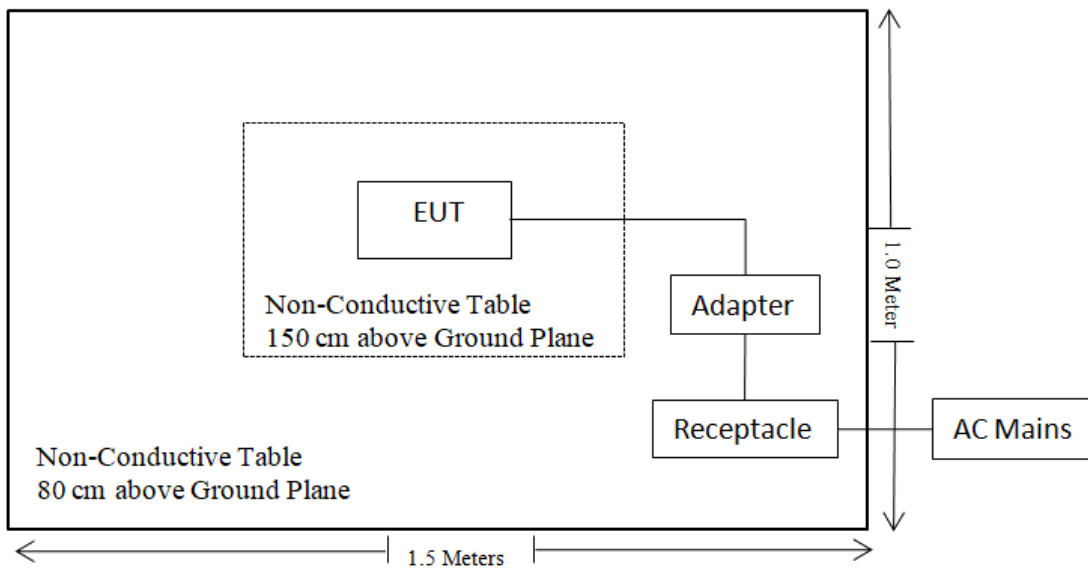 EUT
Non-Conductive Table
150 cm above Ground Plane
Adapter
1.0 Meter
Receptacle
AC Mains
Non-Conductive Table
80 cm above Ground Plane
1.5 Meters